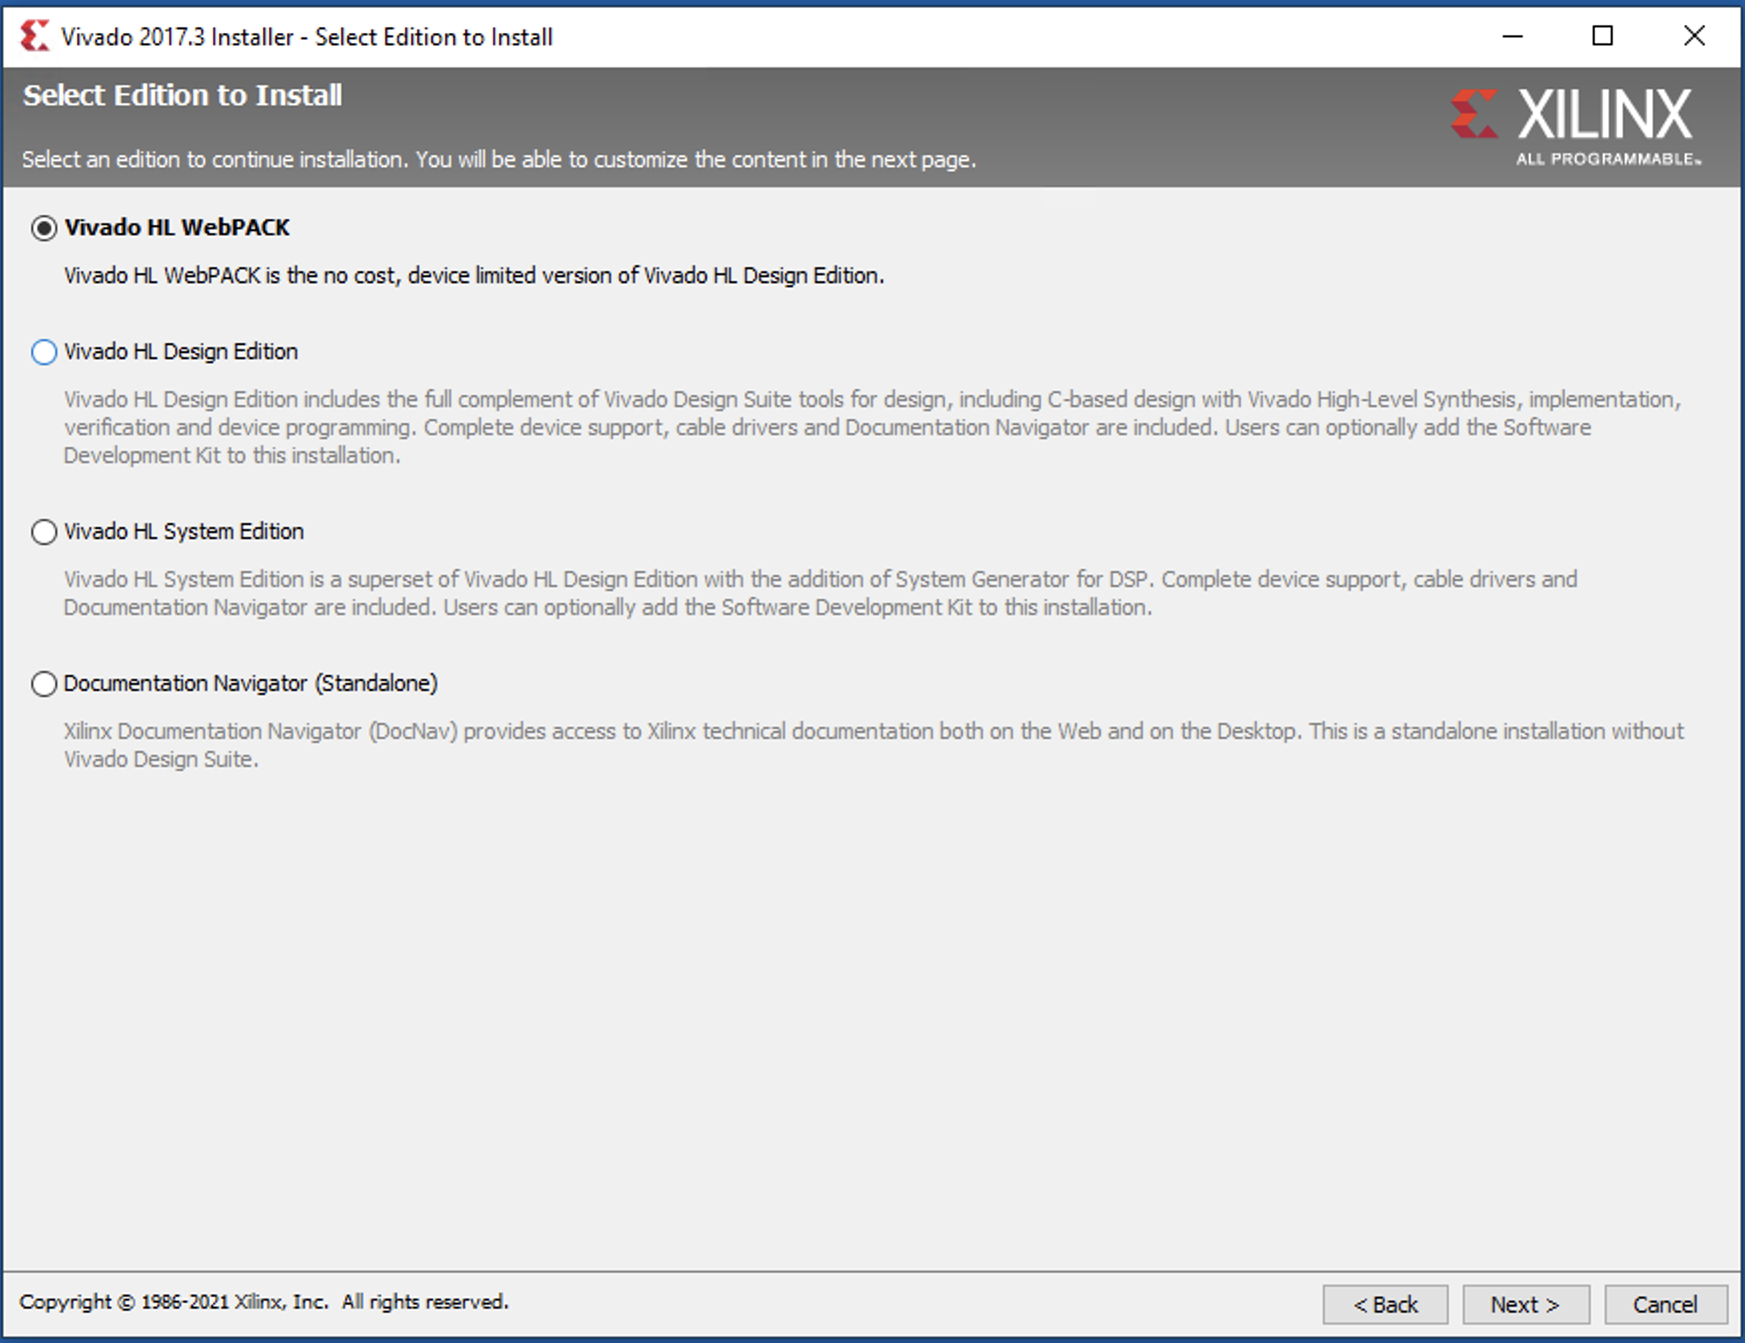 Vivado 2017.3 Installer - Select Edition to Install
Select Edition to Install
XILINX
ALL PROGRAMMABLE™
Select an edition to continue installation. You will be able to customize the content in the next page.
Vivado HL WebPACK
Vivado HL WebPACK is the no cost, device limited version of Vivado HL Design Edition.
Vivado HL Design Edition
Vivado HL Design Edition includes the full complement of Vivado Design Suite tools for design, including C-based design with Vivado High-Level Synthesis, implementation,
verification and device programming. Complete device support, cable drivers and Documentation Navigator are included. Users can optionally add the Software
Development Kit to this installation.
Vivado HL System Edition
Vivado HL System Edition is a superset of Vivado HL Design Edition with the addition of System Generator for DSP. Complete device support, cable drivers and
Documentation Navigator are included. Users can optionally add the Software Development Kit to this installation.
Documentation Navigator (Standalone)
Xilinx Documentation Navigator (DocNav) provides access to Xilinx technical documentation both on the Web and on the Desktop. This is a standalone installation without
Vivado Design Suite.
Copyright © 1986-2021 Xilinx, Inc. All rights reserved.
< Back
Next >
Cancel